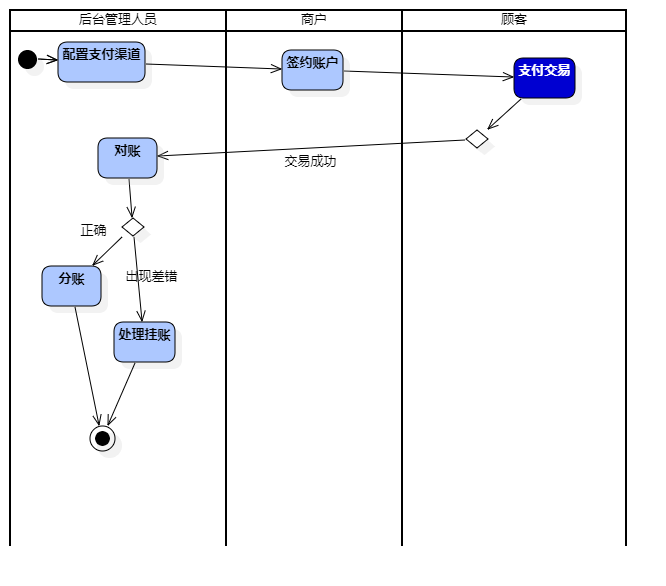 后台管理人员
商户
顾客
配置支付渠道
签约账户
支付交易
对账
交易成功
正确
分账
出现差错
处理挂账